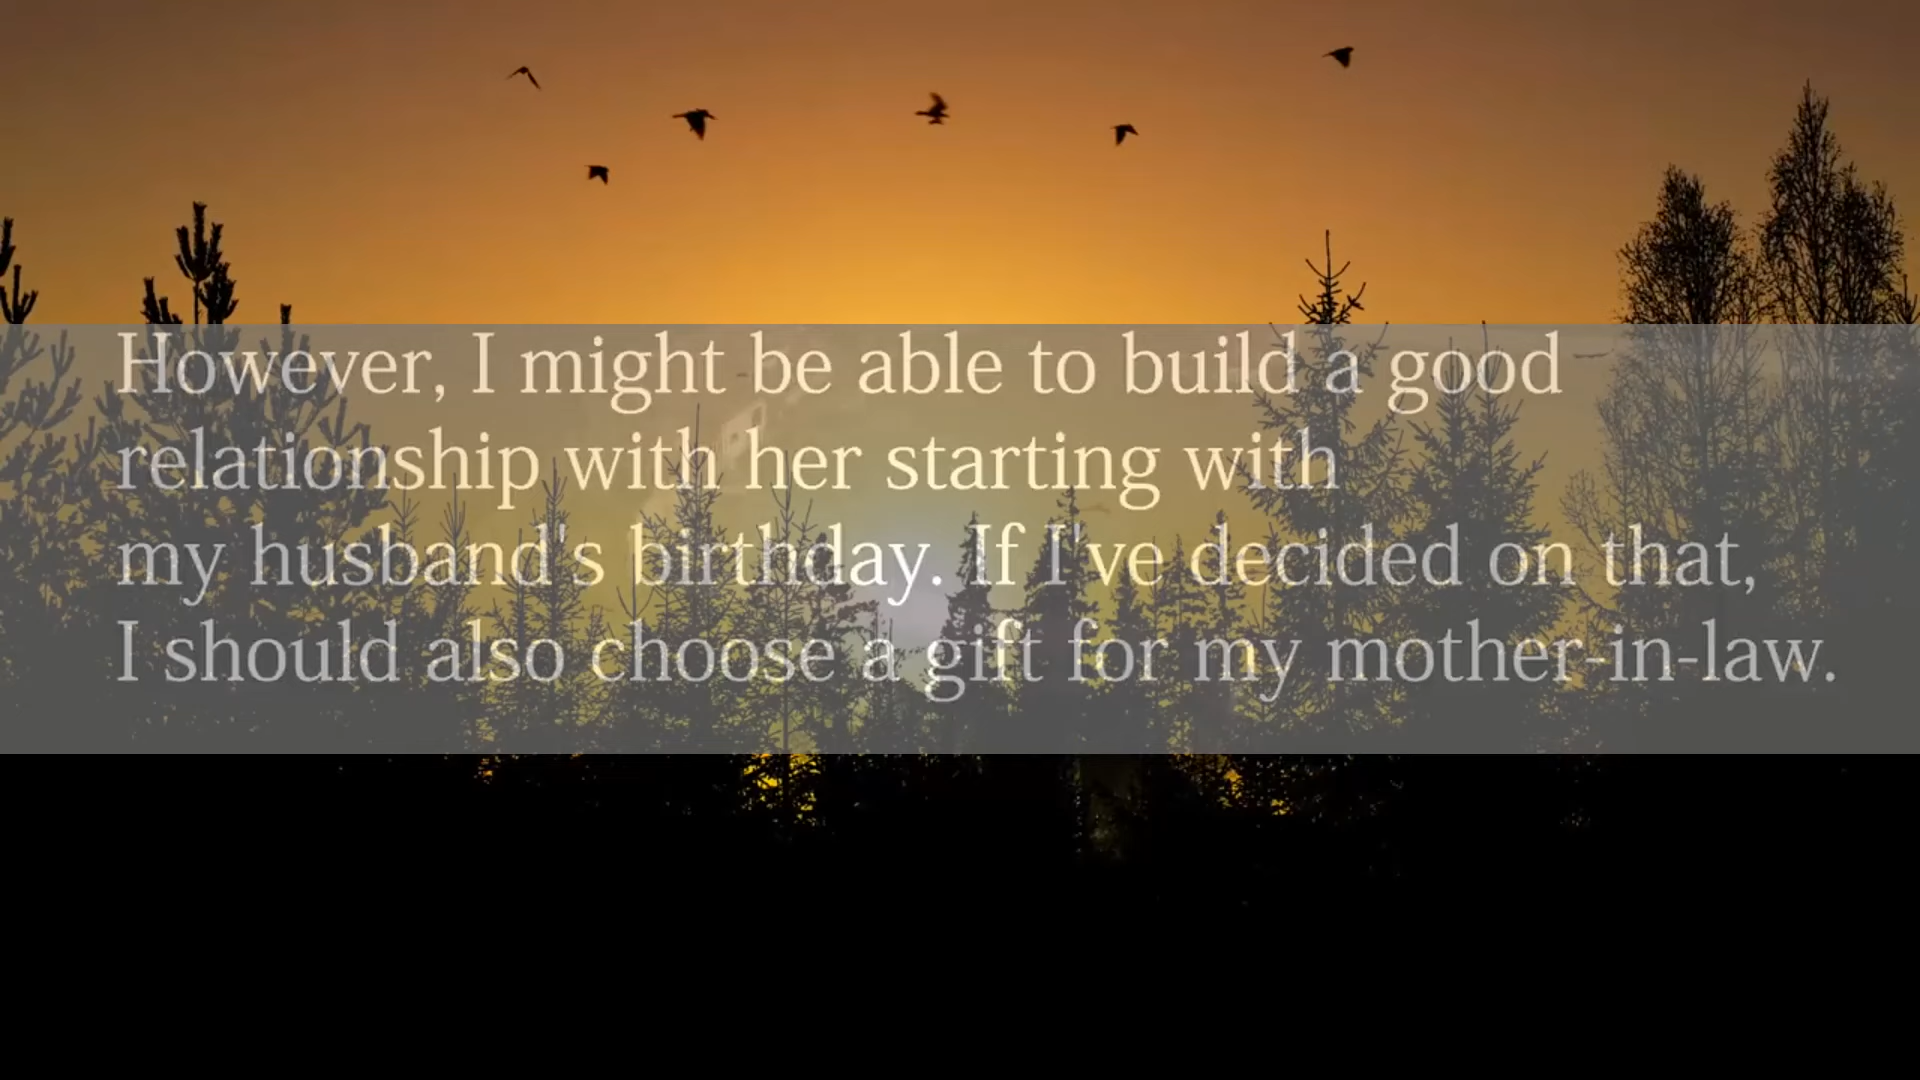 However, I might be able to build a good
relationship with her starting with
my husband's birthday. If I've decided on that,
I should also choose a gift for my mother-in-law.